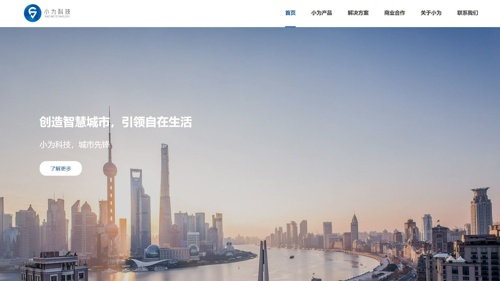 小为科技
首页
小为产品
解决方案
商业合作
关于小为
联系我们
创造智慧城市，引领自在生活
小为科技，城市先锋
了解更多